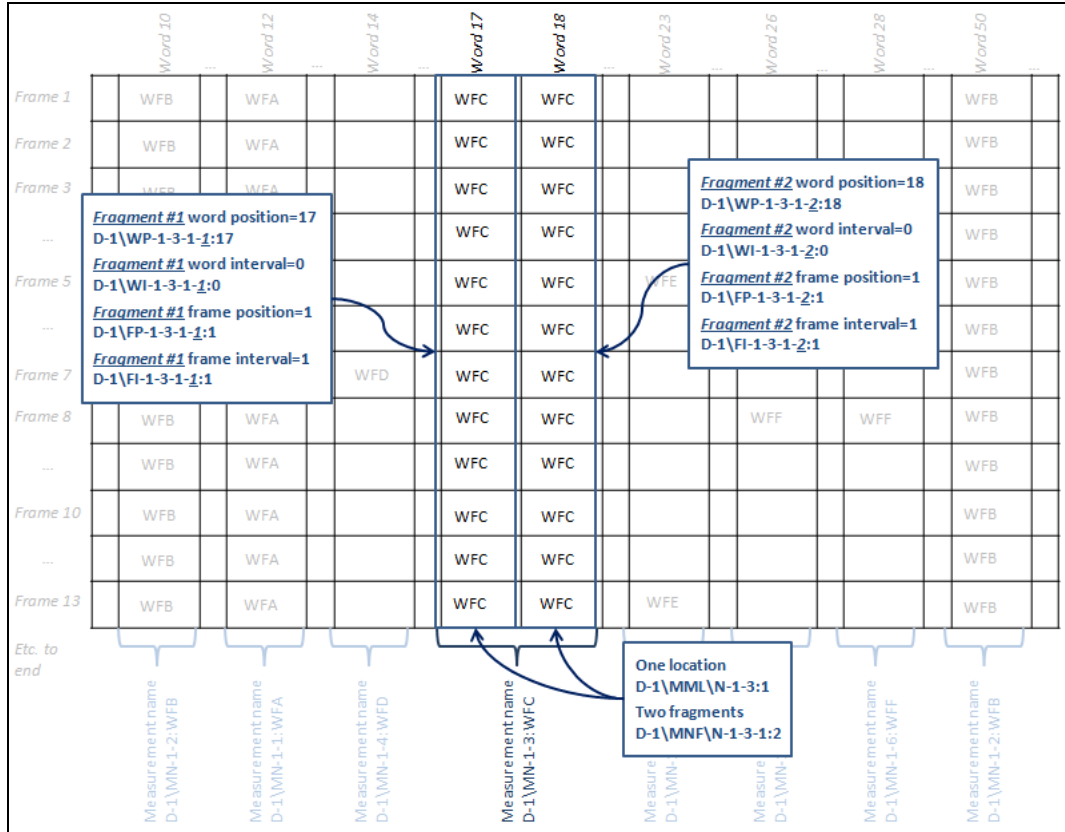 Word 10 ... Word 12 ... Word 14 ... Word 17 Word 18 ... Word 23 ... Word 26 ... Word 28 ... Word 50 ...
Frame 1 WFB WFA WFC WFC WFB
Frame 2 WFB WFA WFC WFC WFB
Frame 3 WFB WFA WFC WFC WFB
... WFC WFC WFB
Frame 5 WFC WFC WFE WFB
... WFC WFC WFB
Frame 7 WFD WFC WFC WFB
Frame 8 WFB WFA WFC WFC WFF WFF WFB
... WFB WFA WFC WFC WFB
Frame 10 WFB WFA WFC WFC WFB
... WFB WFA WFC WFC WFB
Frame 13 WFB WFA WFC WFC WFE WFB
Etc. to
end
Fragment #1 word position=17
D-1\WP-1-3-1-1:17
Fragment #1 word interval=0
D-1\WI-1-3-1-1:0
Fragment #1 frame position=1
D-1\FP-1-3-1-1:1
Fragment #1 frame interval=1
D-1\FI-1-3-1-1:1
Fragment #2 word position=18
D-1\WP-1-3-1-2:18
Fragment #2 word interval=0
D-1\WI-1-3-1-2:0
Fragment #2 frame position=1
D-1\FP-1-3-1-2:1
Fragment #2 frame interval=1
D-1\FI-1-3-1-2:1
One location
D-1\MML\N-1-3:1
Two fragments
D-1\MNF\N-1-3-1:2
Measurement name
D-1\MN-1-2:WFB
Measurement name
D-1\MN-1-1:WFA
Measurement name
D-1\MN-1-4:WFD
Measurement name
D-1\MN-1-3:WFC
Measurement name
D-1\MN-1-6:WFF
Measurement name
D-1\MN-1-2:WFB